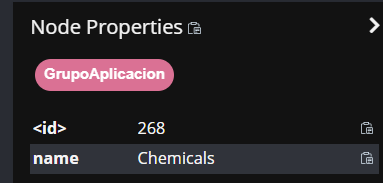 Node Properties
GrupoAplicacion
<id> 268
name Chemicals